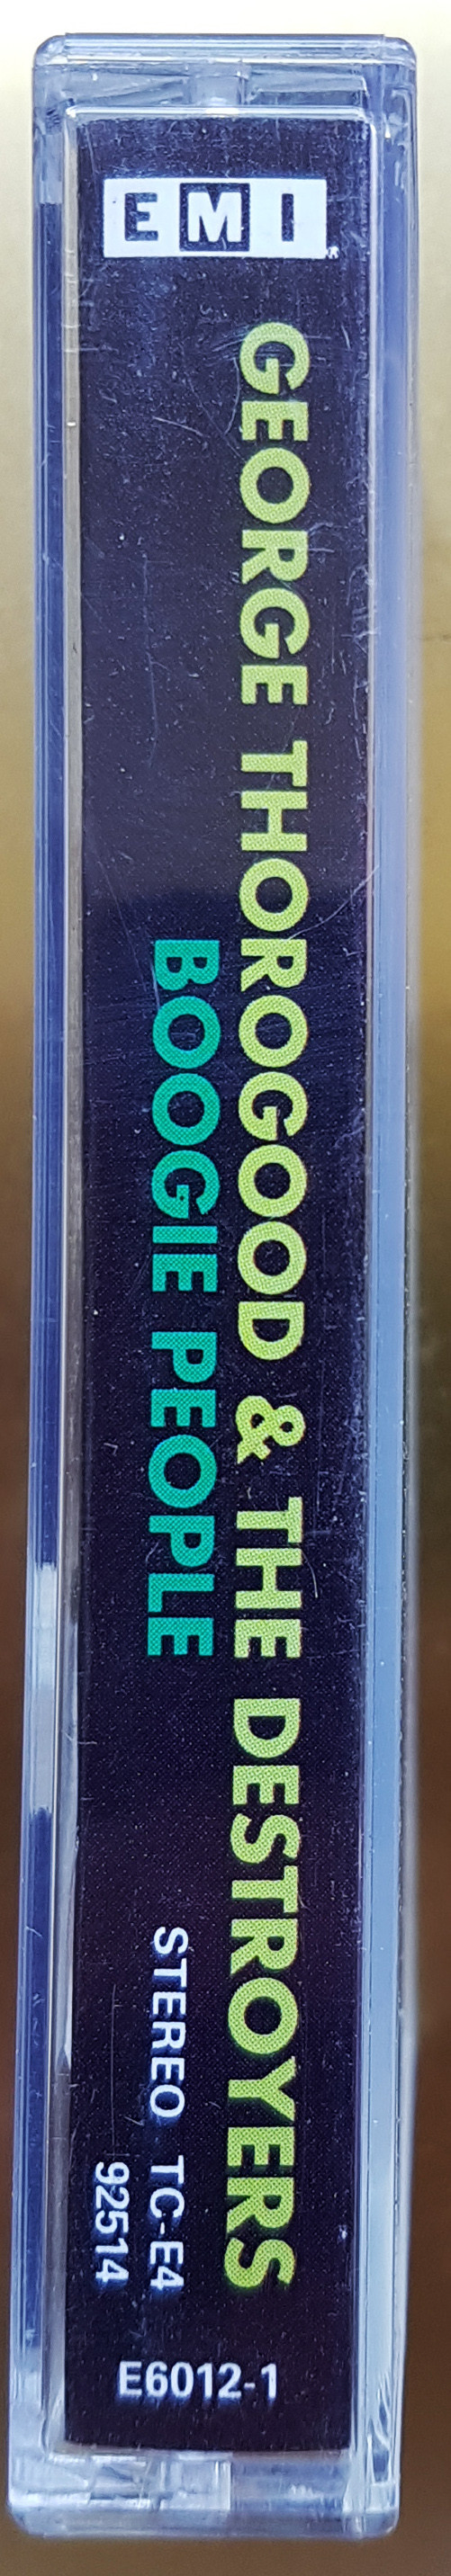 EMI
GEORGE THOROGOOD & THE DESTROYERS
BOOGIE PEOPLE
STEREO TC-E4
92514
E6012-1